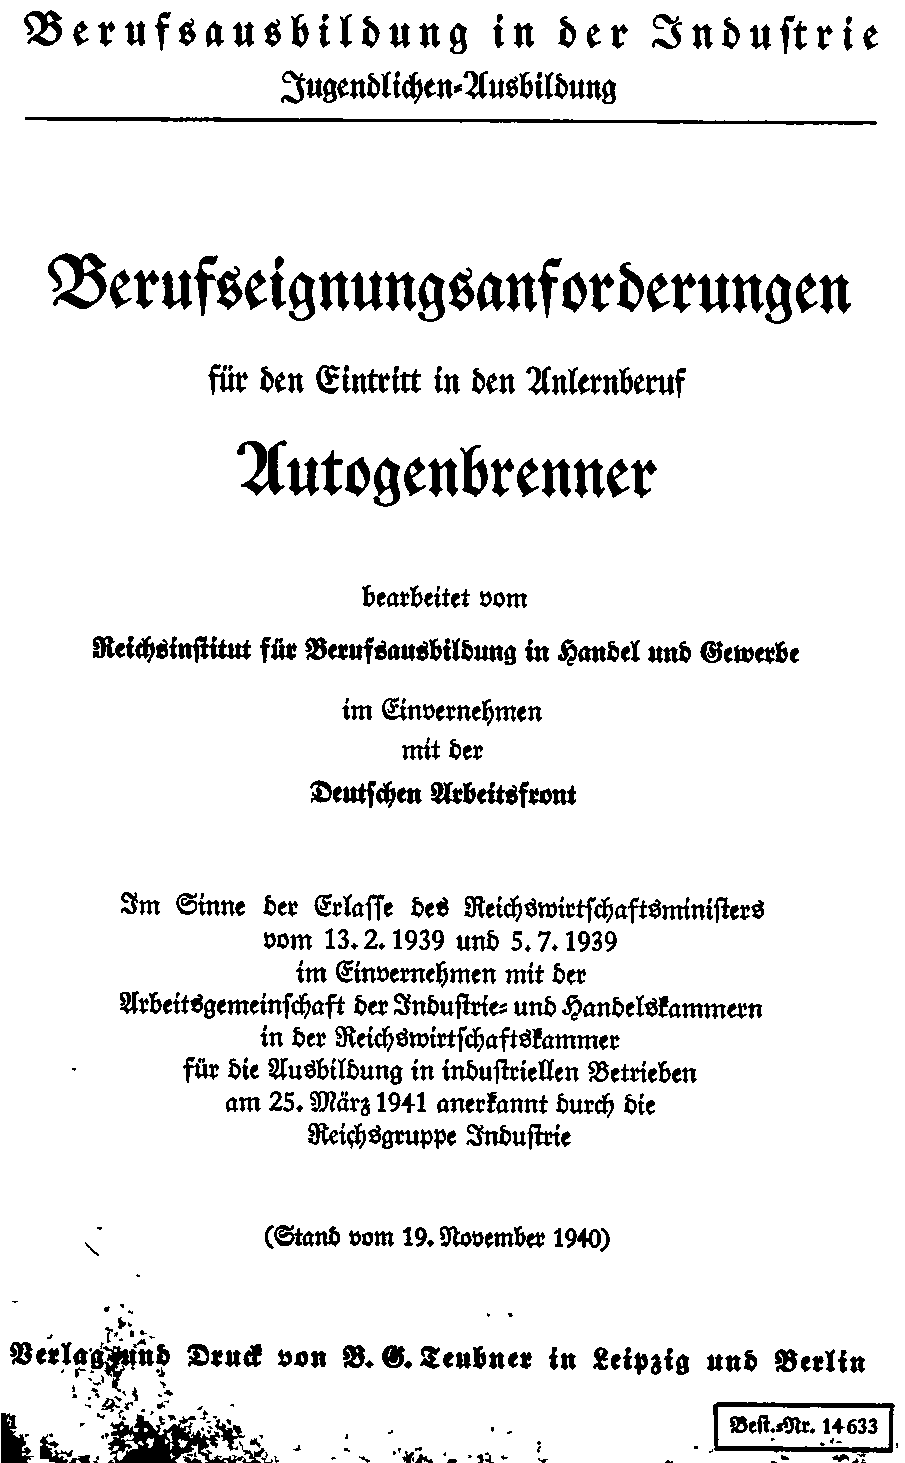 Berufsausbildung in der Industrie
Jugendlichen-Ausbildung
Berufseignungsanforderungen
für den Eintritt in den Anlernberuf
Autogenbrenner
bearbeitet vom
Reichsinstitut für Berufsausbildung in Handel und Gewerbe
im Einvernehmen
mit der
Deutschen Arbeitsfront
Im Sinne der Erlasse des Reichswirtschaftsministers
vom 13. 2. 1939 und 5. 7. 1939
im Einvernehmen mit der
Arbeitsgemeinschaft der Industrie- und Handelskammern
in der Reichswirtschaftskammer
für die Ausbildung in industriellen Betrieben
am 25. März 1941 anerkannt durch die
Reichsgruppe Industrie
(Stand vom 19. November 1940)
Verlag und Druck von B. G. Teubner in Leipzig und Berlin
Best.-Nr. 14633